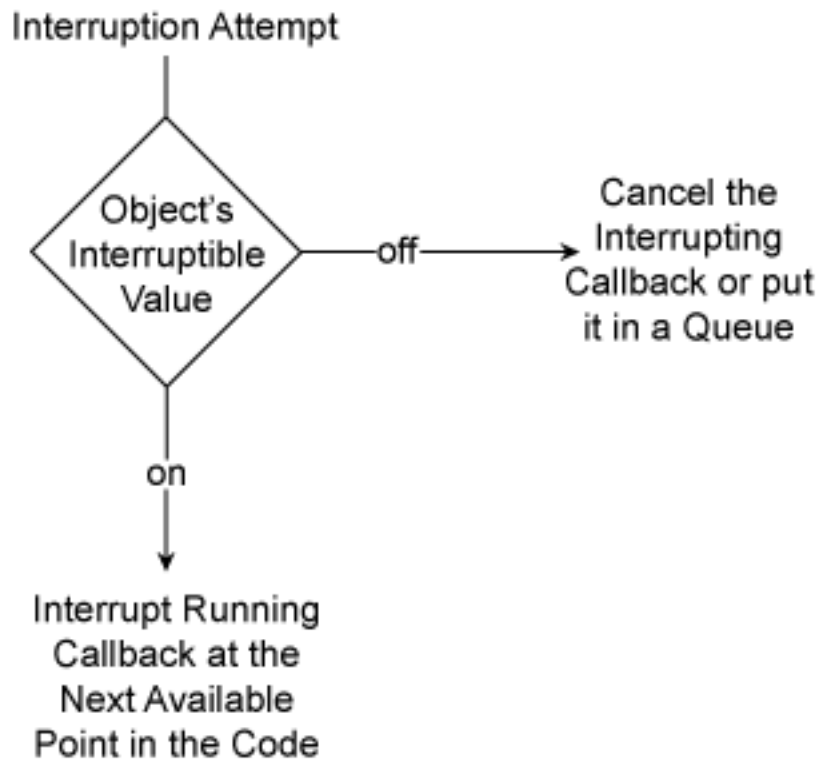 Interruption Attempt
Object's
Interruptible
Value
off
Cancel the
Interrupting
Callback or put
it in a Queue
on
Interrupt Running
Callback at the
Next Available
Point in the Code